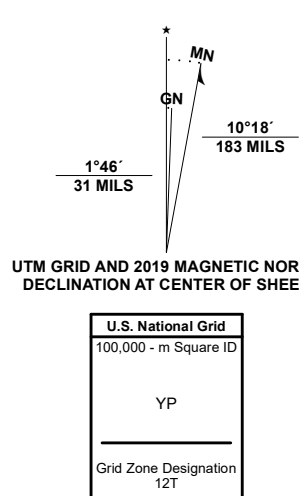 ★
MN
GN
10°18´
183 MILS
1°46´
31 MILS
UTM GRID AND 2019 MAGNETIC NOR
DECLINATION AT CENTER OF SHEE
U.S. National Grid
100,000 - m Square ID
YP
Grid Zone Designation
12T